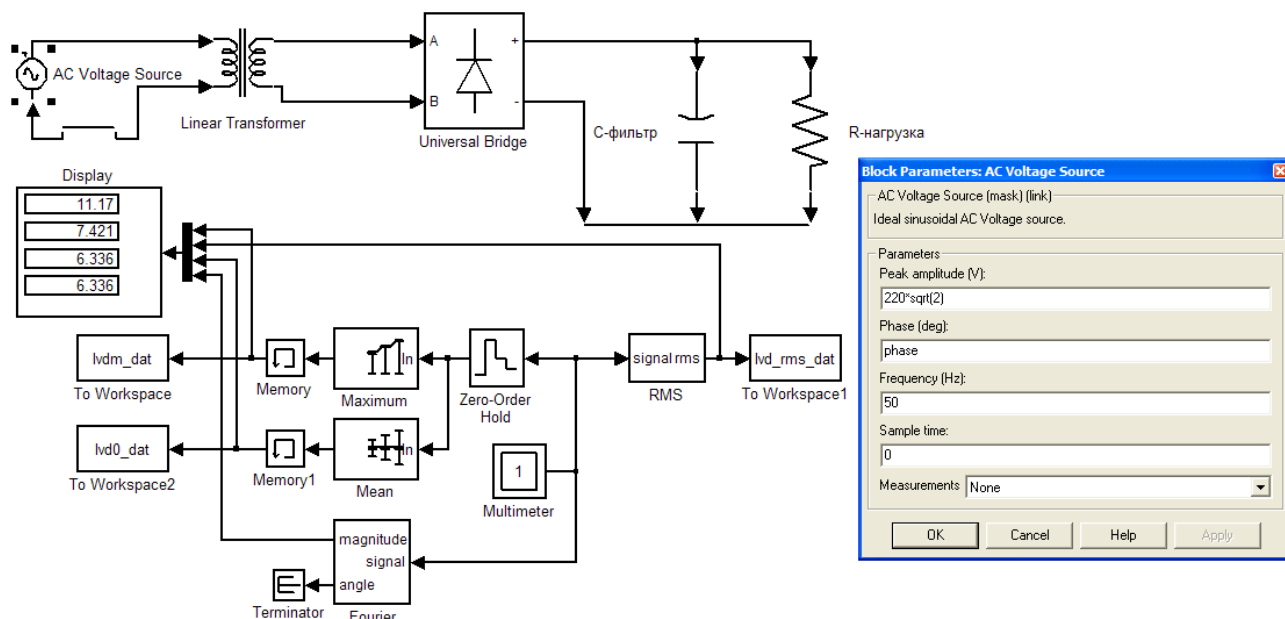 AC Voltage Source
Linear Transformer
A
B
+
-
Universal Bridge
С-фильтр
R-нагрузка
Display
11.17
7.421
6.336
6.336
Ivdm_dat
To Workspace
Memory
In
Maximum
Zero-Order
Hold
signal rms
RMS
Ivd_rms_dat
To Workspace1
Ivd0_dat
To Workspace2
Memory1
In
Mean
1
Multimeter
magnitude
signal
angle
Fourier
Terminator
Block Parameters: AC Voltage Source
AC Voltage Source (mask) (link)
Ideal sinusoidal AC Voltage source.
Parameters
Peak amplitude (V):
220*sqrt(2)
Phase (deg):
phase
Frequency (Hz):
50
Sample time:
0
Measurements None
OK Cancel Help Apply